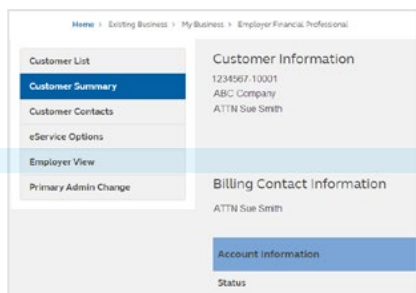 Home > Existing Business > My Business > Employer Financial Professional
Customer List
Customer Summary
Customer Contacts
eService Options
Employer View
Primary Admin Change
Customer Information
1234567-10001
ABC Company
ATTN Sue Smith
Billing Contact Information
ATTN Sue Smith
Account Information
Status